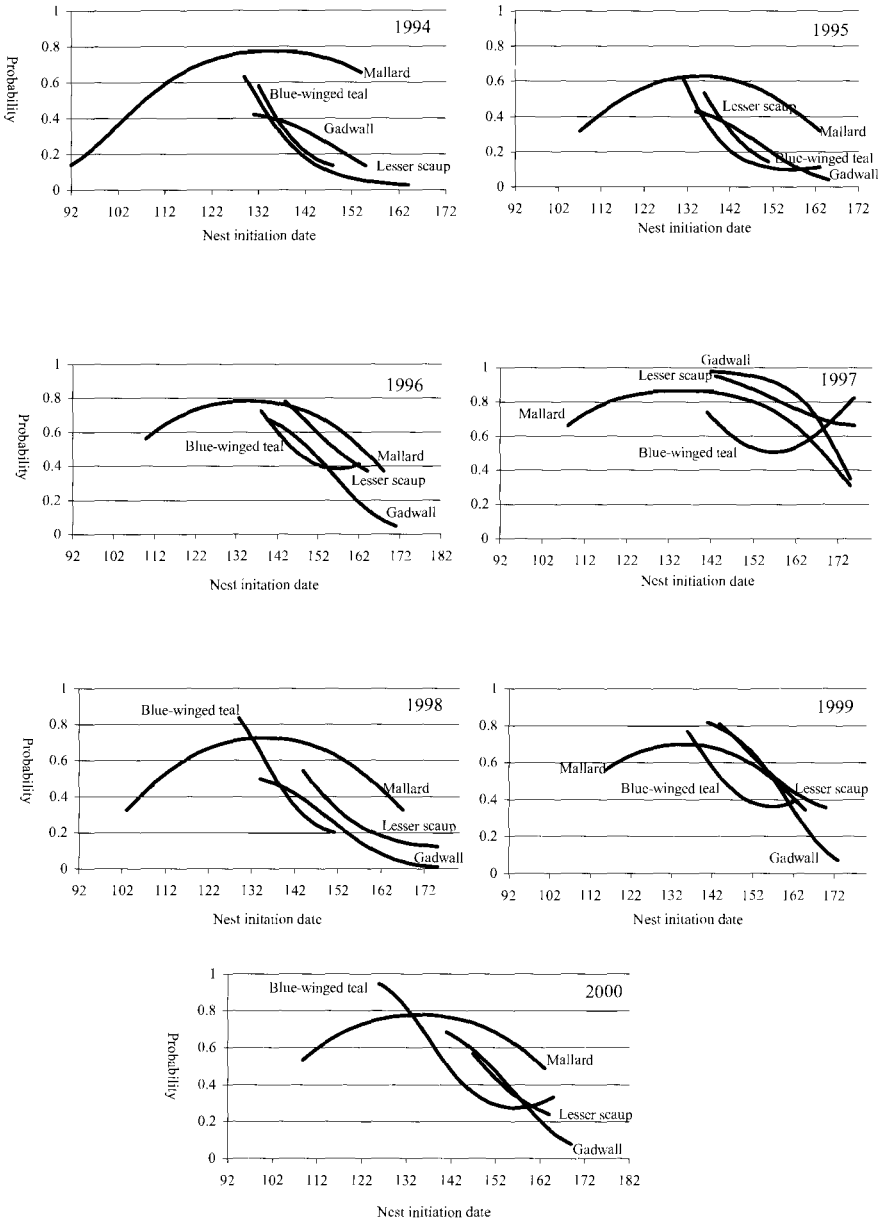 1994
Probability
1
0.8
0.6
0.4
0.2
0
Mallard
Blue-winged teal
Gadwall
Lesser scaup
92 102 112 122 132 142 152 162 172
Nest initiation date
1995
1
0.8
0.6
0.4
0.2
0
Lesser scaup
Mallard
Blue-winged teal
Gadwall
92 102 112 122 132 142 152 162 172
Nest initiation date
1996
Probability
1
0.8
0.6
0.4
0.2
0
Blue-winged teal
Mallard
Lesser scaup
Gadwall
92 102 112 122 132 142 152 162 172 182
Nest initation date
1997
1
0.8
0.6
0.4
0.2
0
Gadwall
Lesser scaup
Mallard
Blue-winged teal
92 102 112 122 132 142 152 162 172
Nest initiation date
1998
Probability
1
0.8
0.6
0.4
0.2
0
Blue-winged teal
Mallard
Lesser scaup
Gadwall
92 102 112 122 132 142 152 162 172
Nest initation date
1999
1
0.8
0.6
0.4
0.2
0
Mallard
Blue-winged teal
Lesser scaup
Gadwall
92 102 112 122 132 142 152 162 172
Nest initation date
2000
Probability
1
0.8
0.6
0.4
0.2
0
Blue-winged teal
Mallard
Lesser scaup
Gadwall
92 102 112 122 132 142 152 162 172 182
Nest initiation date